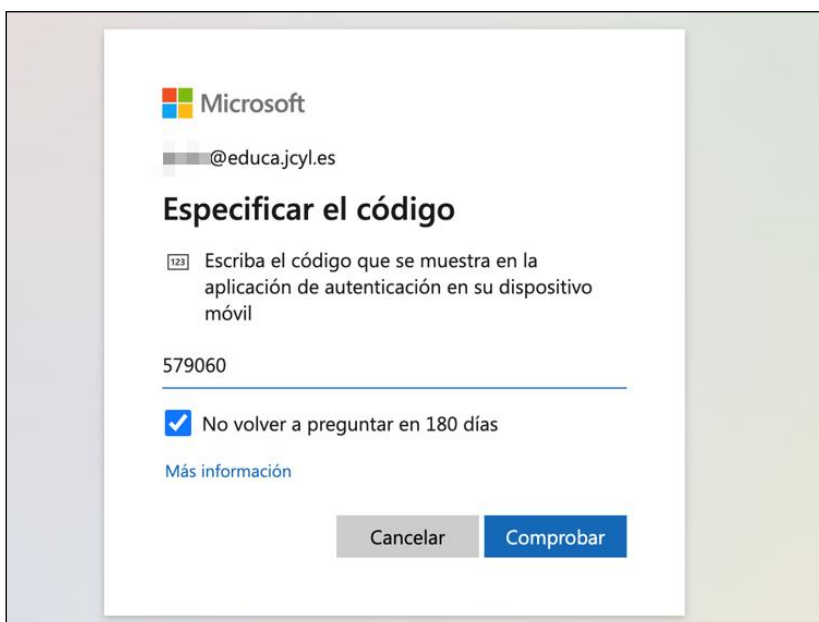 Microsoft
@educa.jcyl.es
Especificar el código
123 Escriba el código que se muestra en la
aplicación de autenticación en su dispositivo
móvil
579060
No volver a preguntar en 180 días
Más información
Cancelar Comprobar